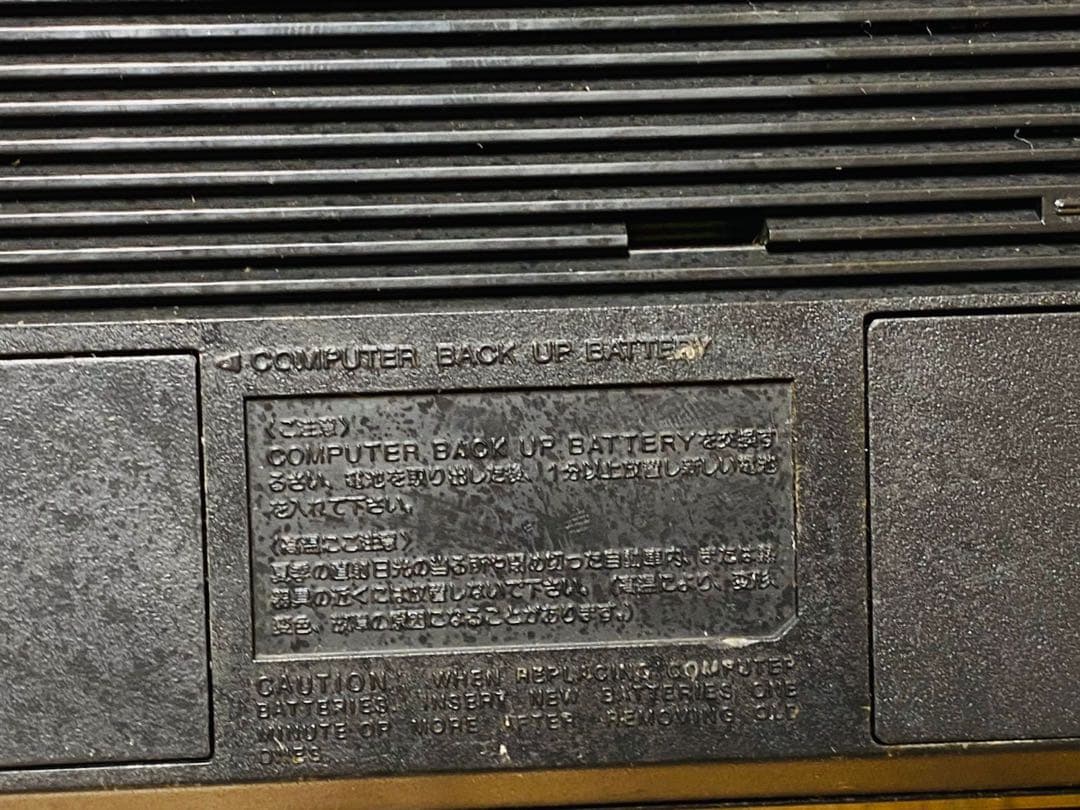 ◁ COMPUTER BACK UP BATTERY
〈ご注意〉
COMPUTER BACK UP BATTERYを交換す
るさい、電池を取り出した後、1分以上放置し新しい電池
を入れて下さい。
〈高温にご注意〉
夏季の直射日光の当る所や閉め切った自動車内、または暖
房器具の近くには放置しないで下さい。(高温により、変形、
変色、故障の原因になることがあります。)
CAUTION: WHEN REPLACING COMPUTER
BATTERIES, INSERT NEW BATTERIES ONE
MINUTE OR MORE AFTER REMOVING OLD
ONES.